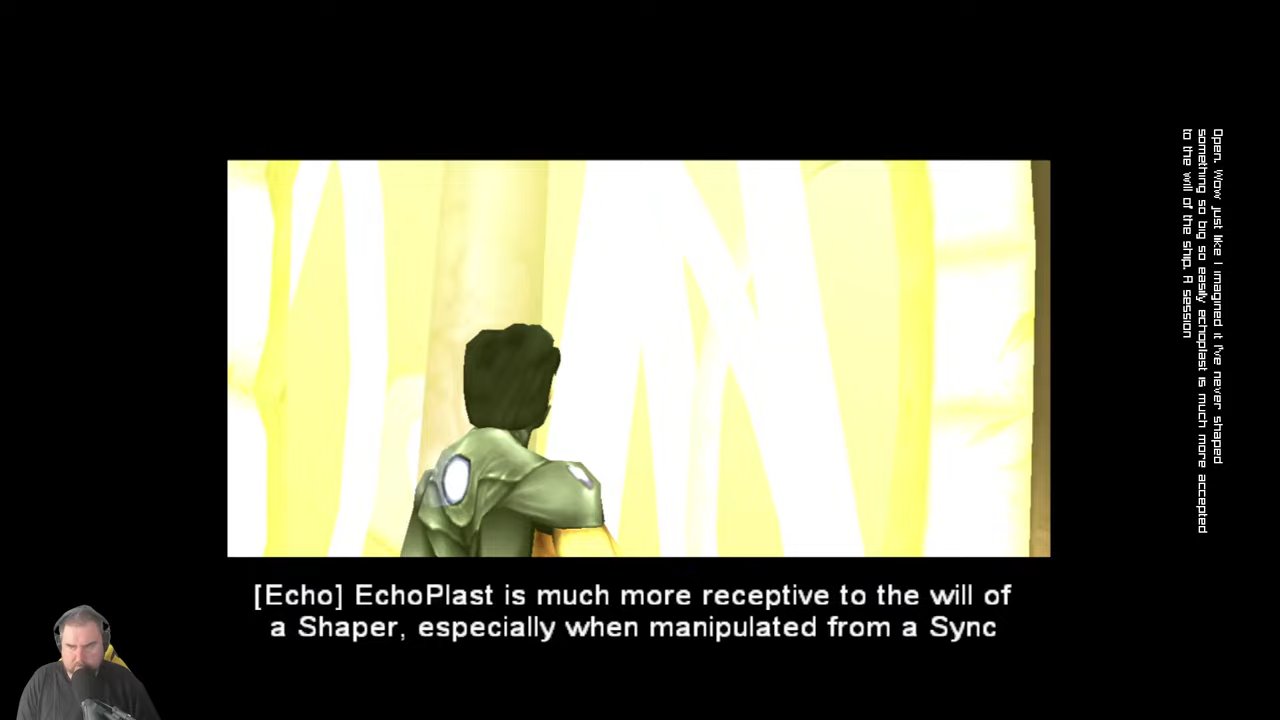 [Echo] EchoPlast is much more receptive to the will of
a Shaper, especially when manipulated from a Sync
Open. Wow just like I imagined it I've never shaped
something so big so easily echoplast is much more accepted
to the will of the ship. A session